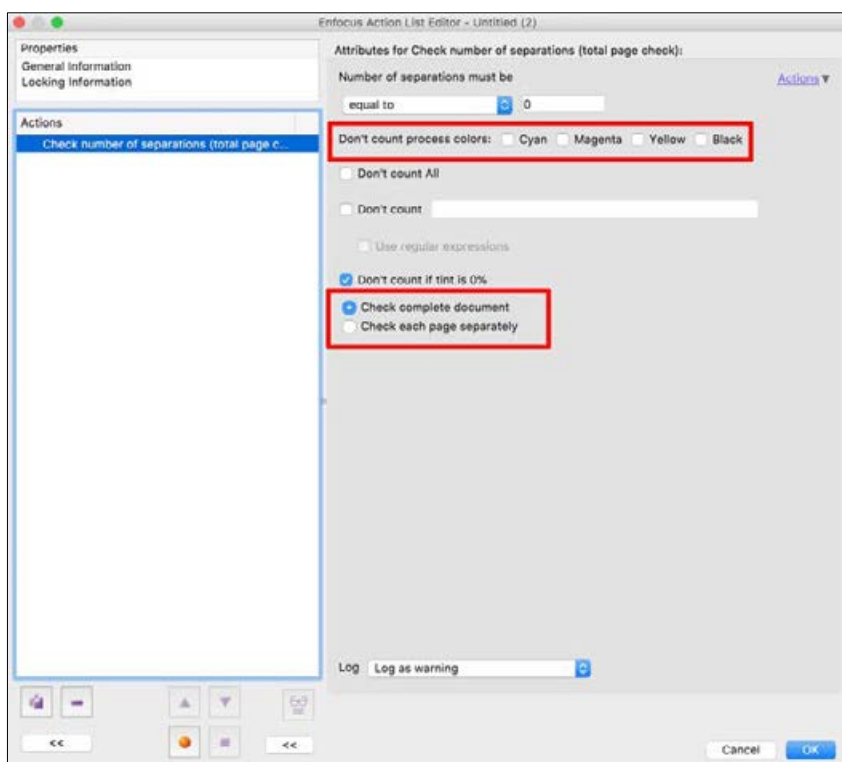 Enfocus Action List Editor - Untitled (2)
Properties
General Information
Locking Information
Actions
Check number of separations (total page c...
Attributes for Check number of separations (total page check):
Number of separations must be
Actions ▼
equal to 0
Don't count process colors: Cyan Magenta Yellow Black
Don't count All
Don't count
Use regular expressions
Don't count if tint is 0%
Check complete document
Check each page separately
Log Log as warning
<< <<
Cancel OK